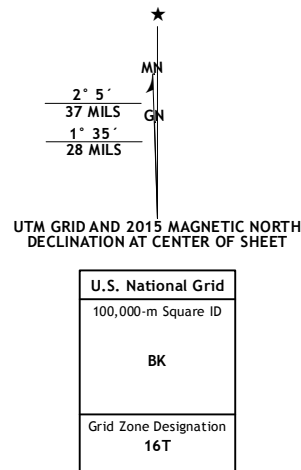 ★
MN
2° 5´
37 MILS
GN
1° 35´
28 MILS
UTM GRID AND 2015 MAGNETIC NORTH
DECLINATION AT CENTER OF SHEET
U.S. National Grid
100,000-m Square ID
BK
Grid Zone Designation
16T